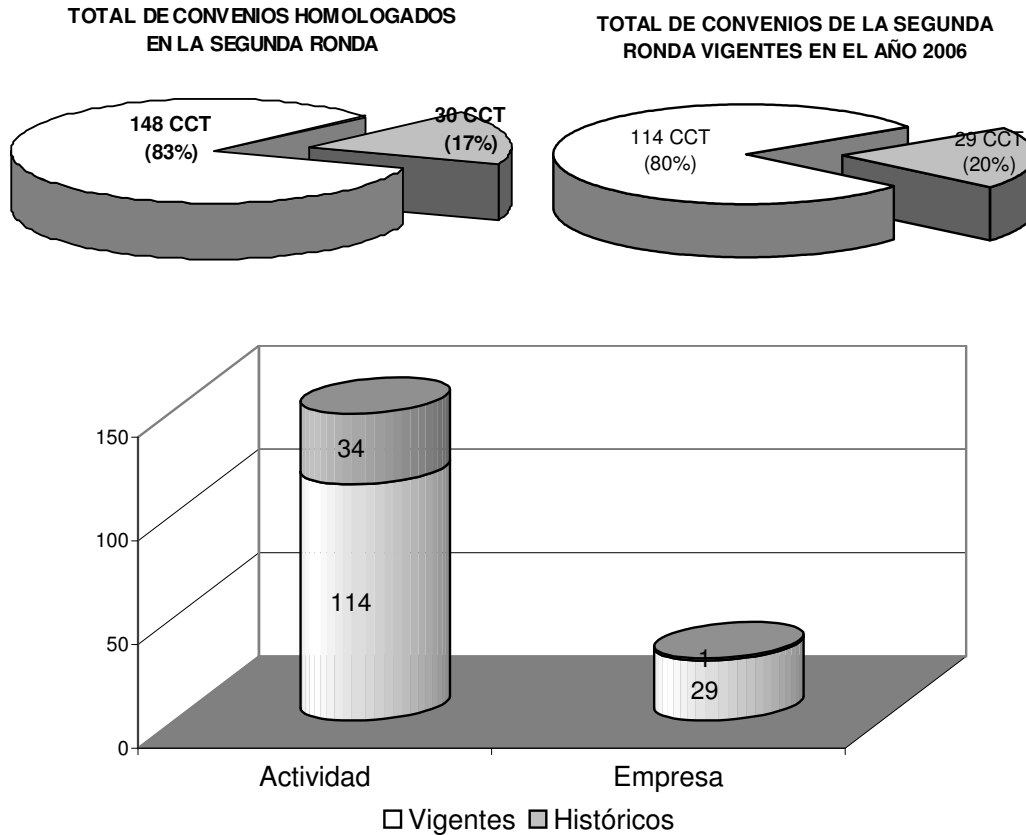 TOTAL DE CONVENIOS HOMOLOGADOS
EN LA SEGUNDA RONDA
148 CCT
(83%)
30 CCT
(17%)
TOTAL DE CONVENIOS DE LA SEGUNDA
RONDA VIGENTES EN EL AÑO 2006
114 CCT
(80%)
29 CCT
(20%)
150
100
50
0
34
114
1
29
Actividad
Empresa
Vigentes
Históricos